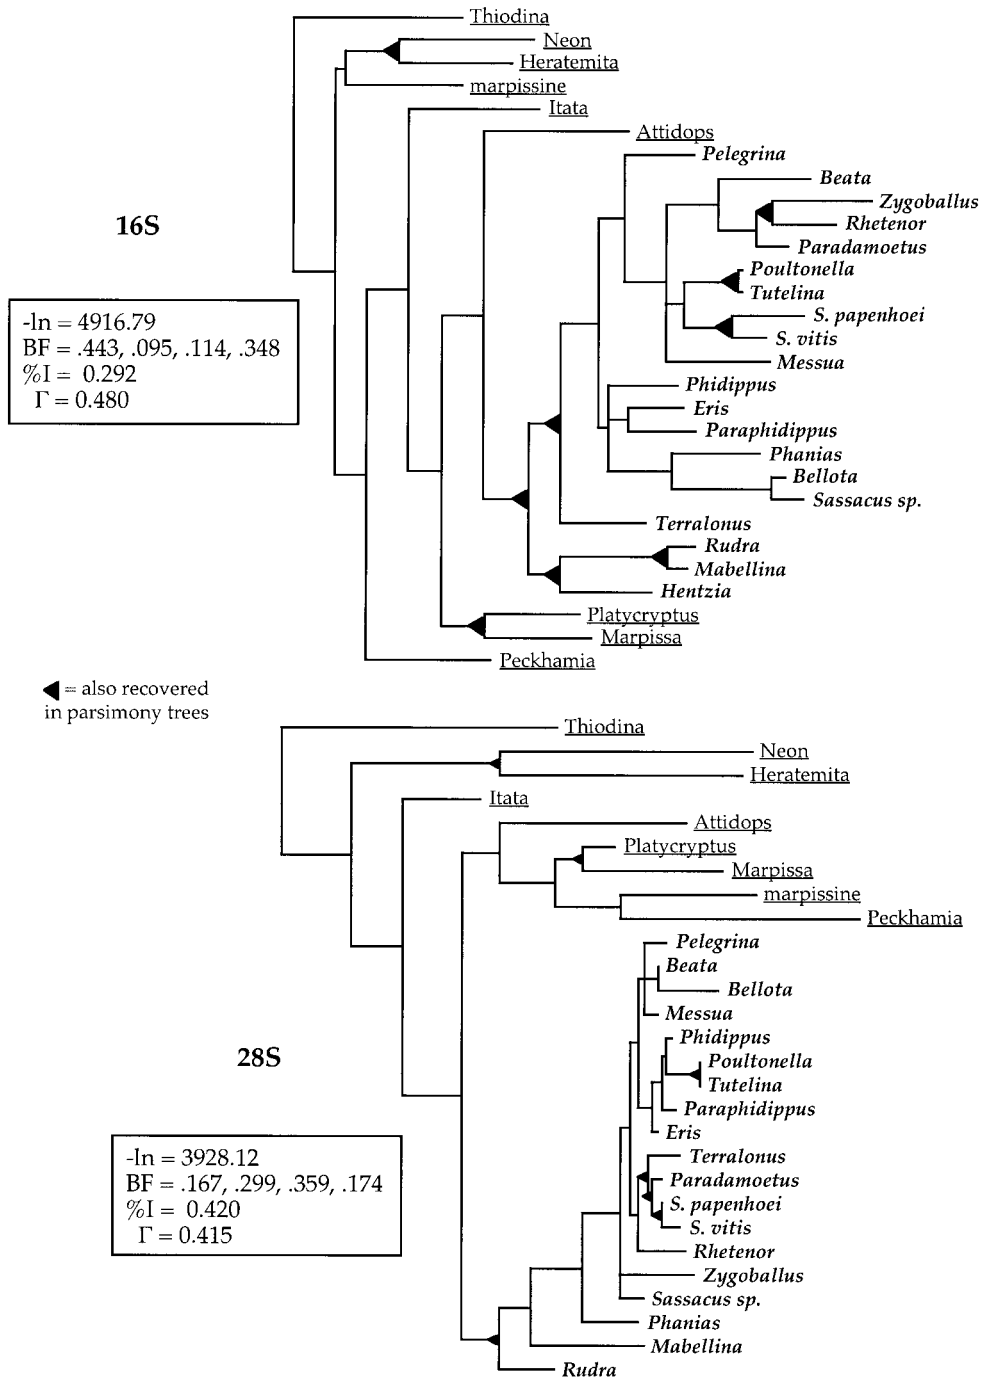 Thiodina
Neon
Heratemita
marpissine
Itata
Attidops
Pelegrina
Beata
Zygoballus
Rhetenor
Paradamoetus
Poultonella
Tutelina
S. papenhoei
S. vitis
Messua
Phidippus
Eris
Paraphidippus
Phanias
Bellota
Sassacus sp.
Terralonus
Rudra
Mabellina
Hentzia
Platycryptus
Marpissa
Peckhamia
16S
-ln = 4916.79
BF = .443, .095, .114, .348
%I = 0.292
Γ = 0.480
= also recovered
in parsimony trees
Thiodina
Neon
Heratemita
Itata
Attidops
Platycryptus
Marpissa
marpissine
Peckhamia
Pelegrina
Beata
Bellota
Messua
Phidippus
Poultonella
Tutelina
Paraphidippus
Eris
Terralonus
Paradamoetus
S. papenhoei
S. vitis
Rhetenor
Zygoballus
Sassacus sp.
Phanias
Mabellina
Rudra
28S
-ln = 3928.12
BF = .167, .299, .359, .174
%I = 0.420
Γ = 0.415